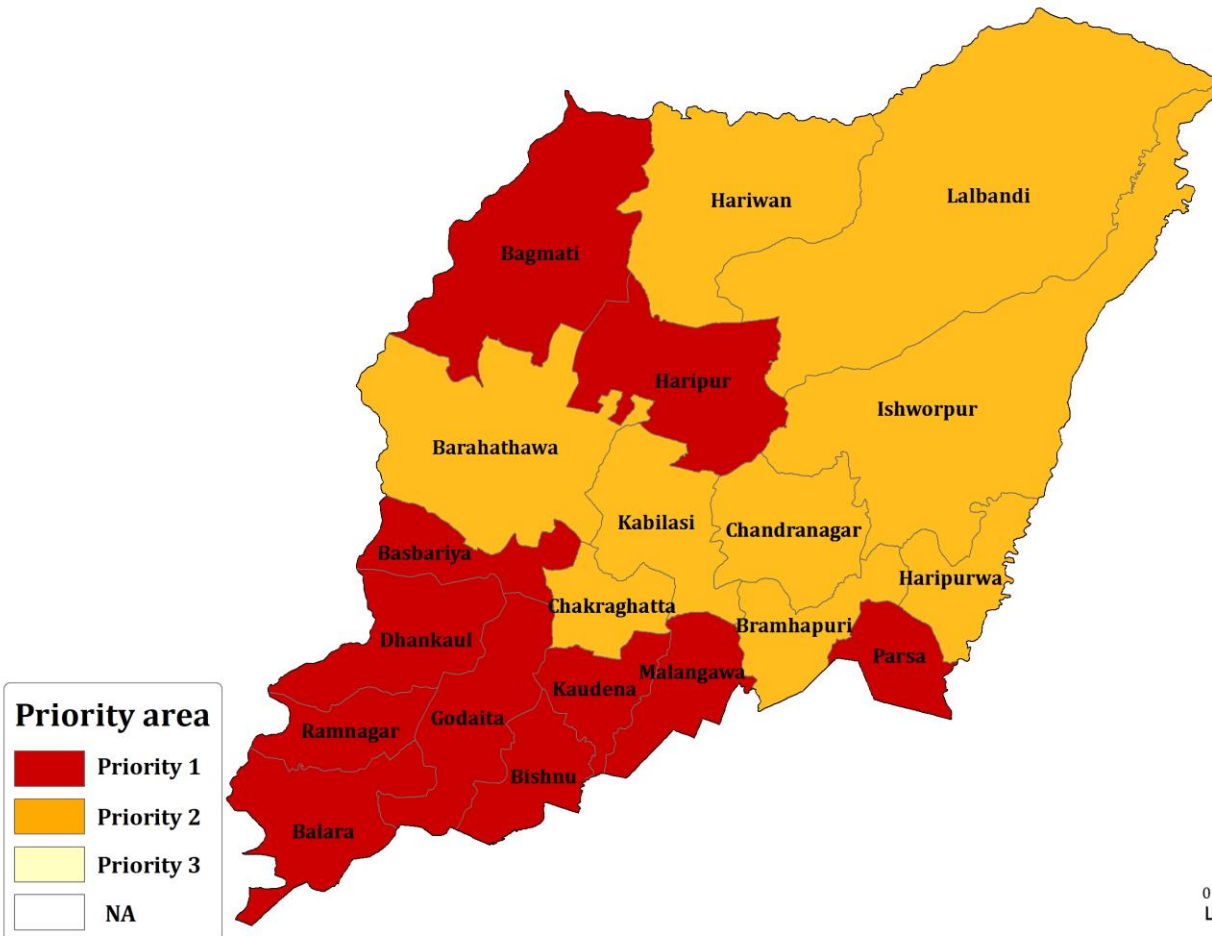 Hariwan
Lalbandi
Bagmati
Haripur
Ishworpur
Barahathawa
Kabilasi
Chandranagar
Basbariya
Haripurwa
Chakraghatta
Bramhapuri
Dhankaul
Parsa
Malangawa
Kaudena
Godaita
Ramnagar
Bishnu
Balara
Priority area
Priority 1
Priority 2
Priority 3
NA
0